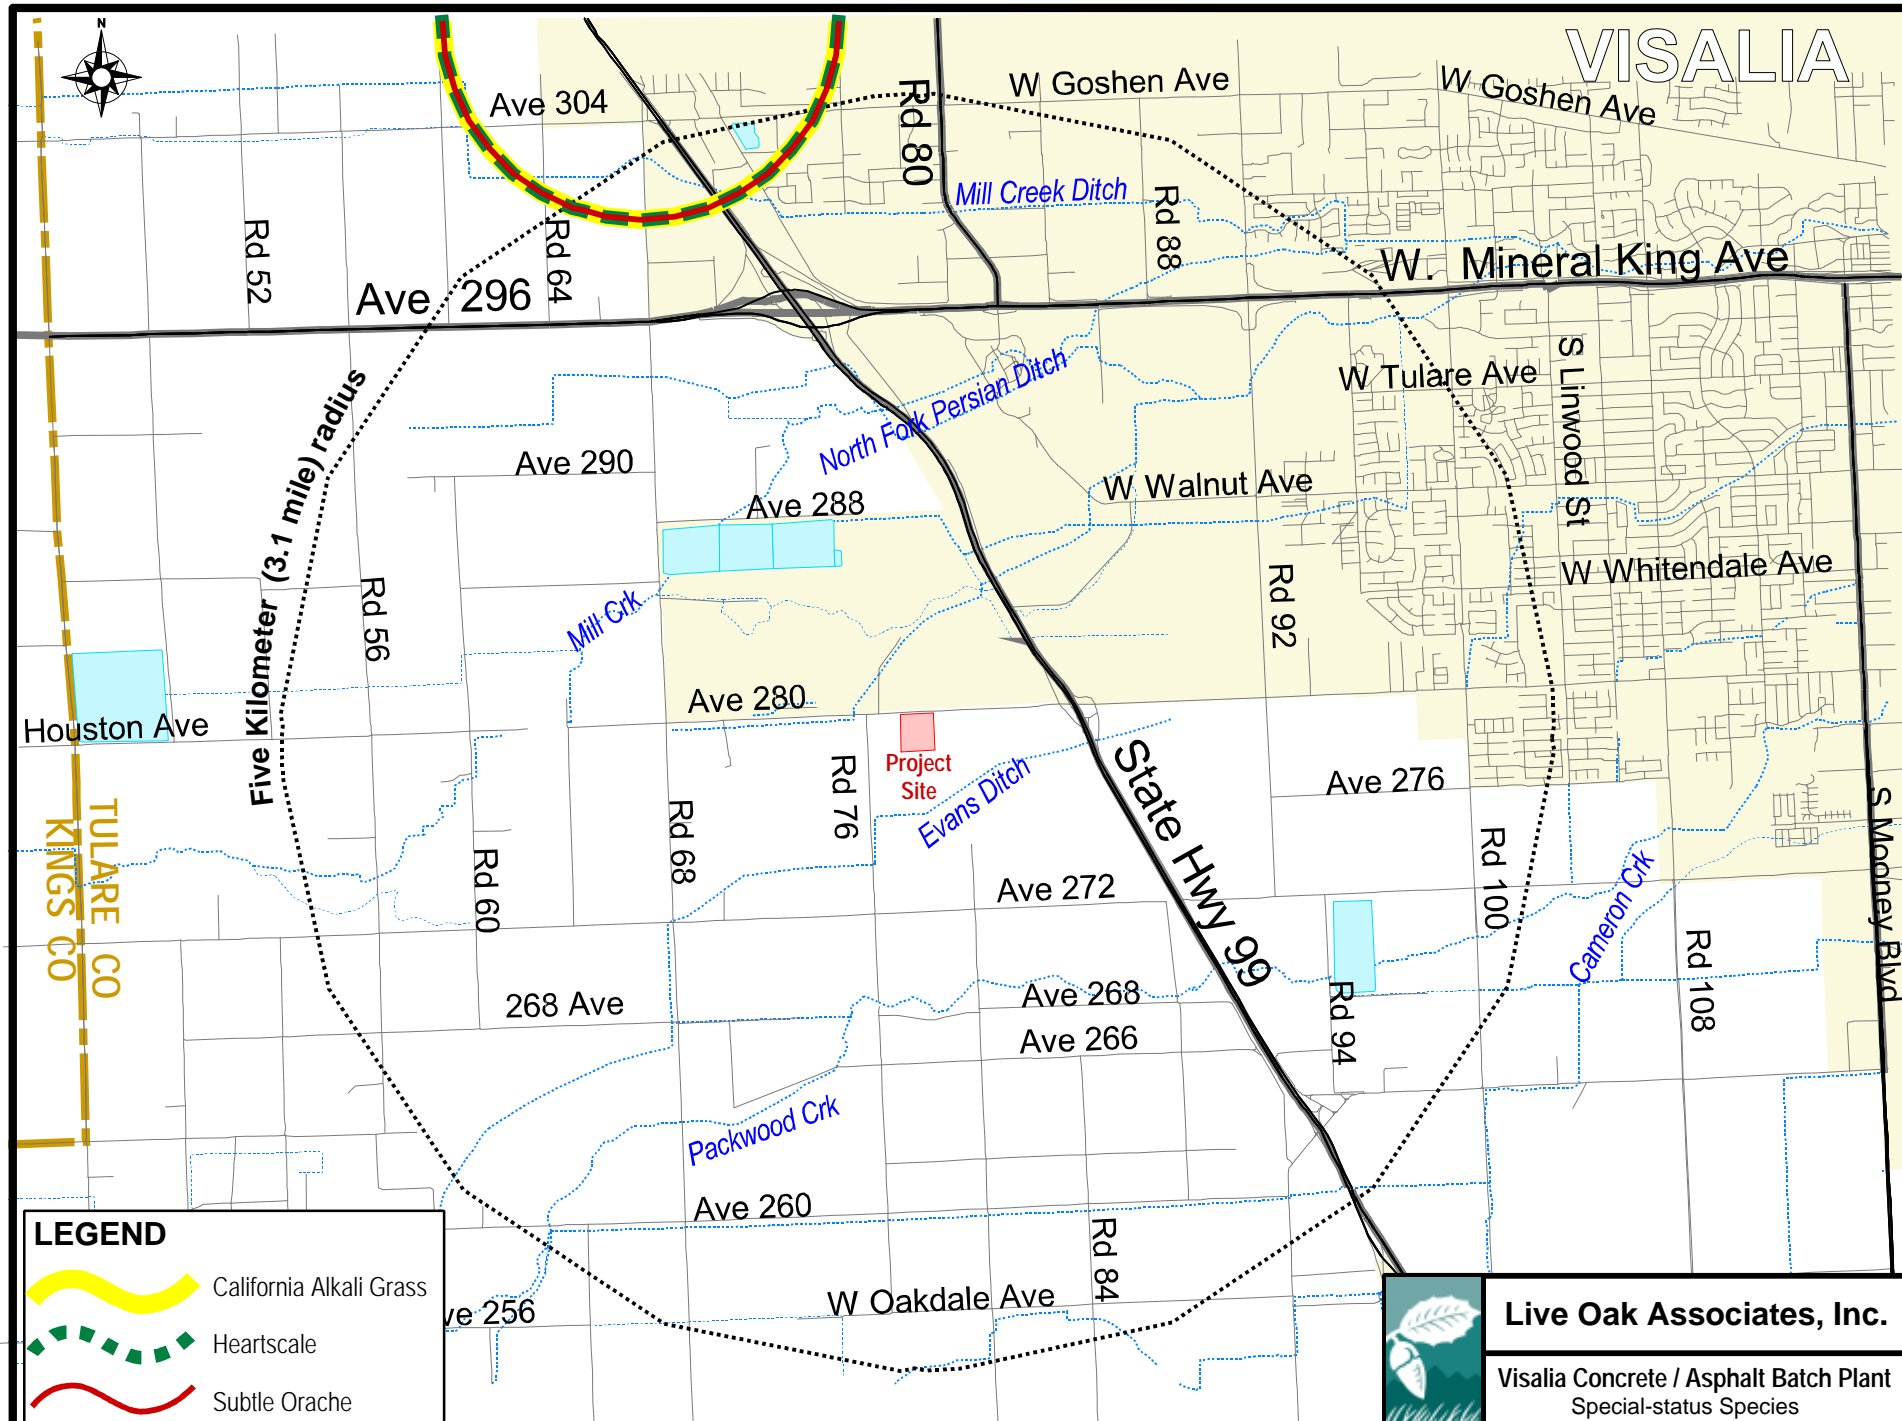 N
VISALIA
W Goshen Ave
W Goshen Ave
Ave 304
Rd 80
Mill Creek Ditch
Rd 88
Rd 52
Rd 64
W. Mineral King Ave
Ave 296
Five Kilometer (3.1 mile) radius
North Fork Persian Ditch
W Tulare Ave
S Linwood St
Ave 290
W Walnut Ave
Ave 288
W Whitendale Ave
Rd 56
Mill Crk
Rd 92
Ave 280
Houston Ave
Project
Site
Rd 76
Evans Ditch
State Hwy 99
Ave 276
S Mooney Blvd
TULARE CO
KINGS CO
Rd 68
Rd 60
Ave 272
Rd 100
Cameron Crk
Rd 108
268 Ave
Ave 268
Rd 94
Ave 266
Packwood Crk
Ave 260
Rd 84
W Oakdale Ave
ve 256
LEGEND
California Alkali Grass
Heartscale
Subtle Orache
Live Oak Associates, Inc.
Visalia Concrete / Asphalt Batch Plant
Special-status Species